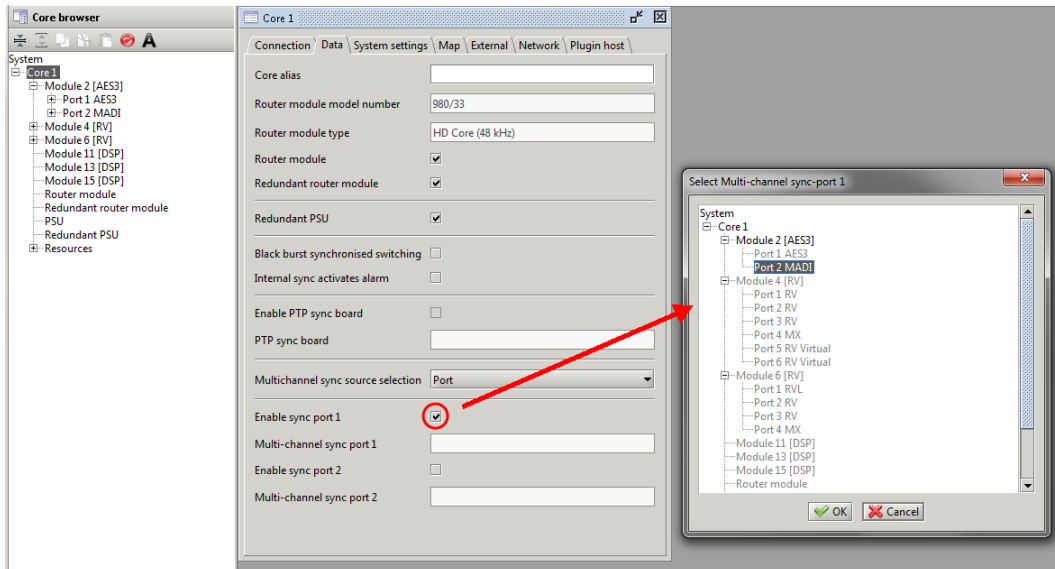 Core browser
System
Core 1
Module 2 [AES3]
Port 1 AES3
Port 2 MADI
Module 4 [RV]
Module 6 [RV]
Module 11 [DSP]
Module 13 [DSP]
Module 15 [DSP]
Router module
Redundant router module
PSU
Redundant PSU
Resources
Core 1
Connection Data System settings Map External Network Plugin host
Core alias
Router module model number 980/33
Router module type HD Core (48 kHz)
Router module
Redundant router module
Redundant PSU
Black burst synchronised switching
Internal sync activates alarm
Enable PTP sync board
PTP sync board
Multichannel sync source selection Port
Enable sync port 1
Multi-channel sync port 1
Enable sync port 2
Multi-channel sync port 2
Select Multi-channel sync-port 1
System
Core 1
Module 2 [AES3]
Port 1 AES3
Port 2 MADI
Module 4 [RV]
Port 1 RV
Port 2 RV
Port 3 RV
Port 4 MX
Port 5 RV Virtual
Port 6 RV Virtual
Module 6 [RV]
Port 1 RVL
Port 2 RV
Port 3 RV
Port 4 MX
Module 11 [DSP]
Module 13 [DSP]
Module 15 [DSP]
Router module
OK Cancel